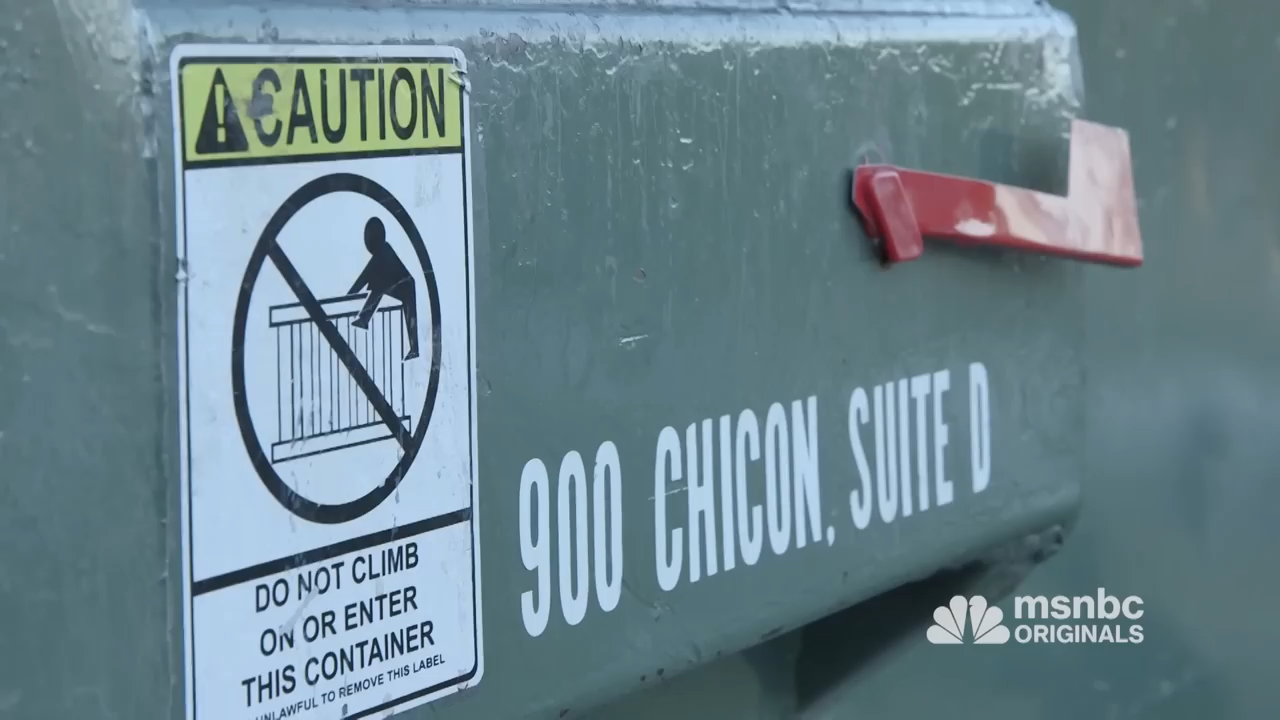 CAUTION
DO NOT CLIMB
ON OR ENTER
THIS CONTAINER
UNLAWFUL TO REMOVE THIS LABEL
900 CHICON, SUITE D
msnbc
ORIGINALS